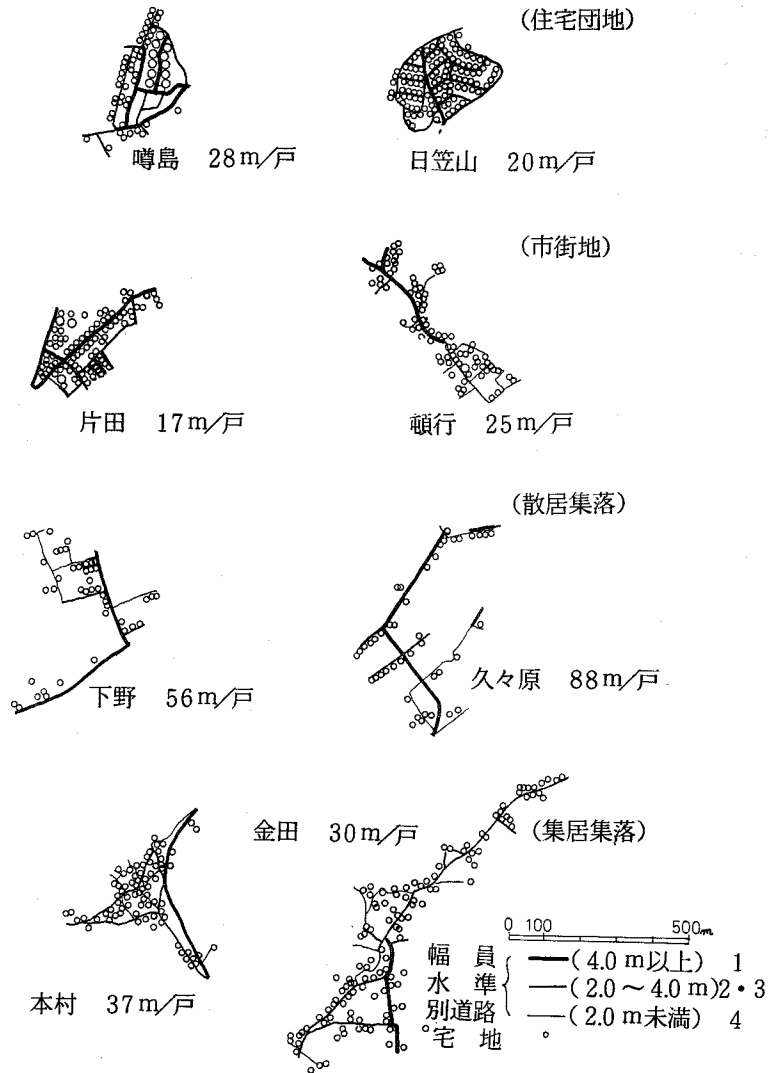 (住宅団地)
噂島 28m/戸
日笠山 20m/戸
(市街地)
片田 17m/戸
頓行 25m/戸
(散居集落)
下野 56m/戸
久々原 88m/戸
金田 30m/戸
(集居集落)
本村 37m/戸
0 100 500m
幅員 (4.0m以上) 1
水準 (2.0~4.0m)2・3
別道路 (2.0m未満) 4
宅地